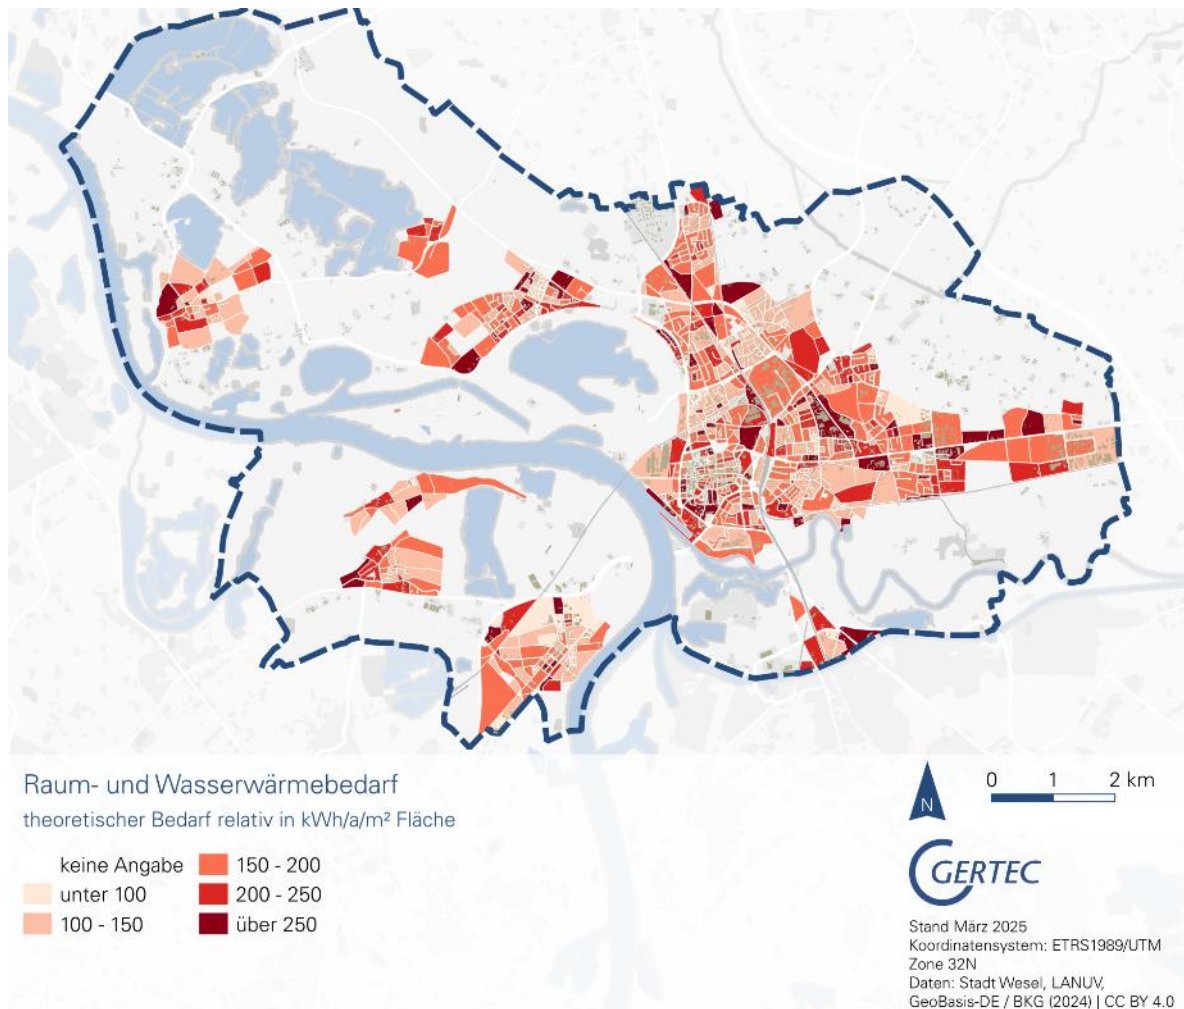 Raum- und Wasserwärmebedarf
theoretischer Bedarf relativ in kWh/a/m² Fläche
keine Angabe
unter 100
100 - 150
150 - 200
200 - 250
über 250
N
0 1 2 km
GERTEC
Stand März 2025
Koordinatensystem: ETRS1989/UTM
Zone 32N
Daten: Stadt Wesel, LANUV,
GeoBasis-DE / BKG (2024) | CC BY 4.0